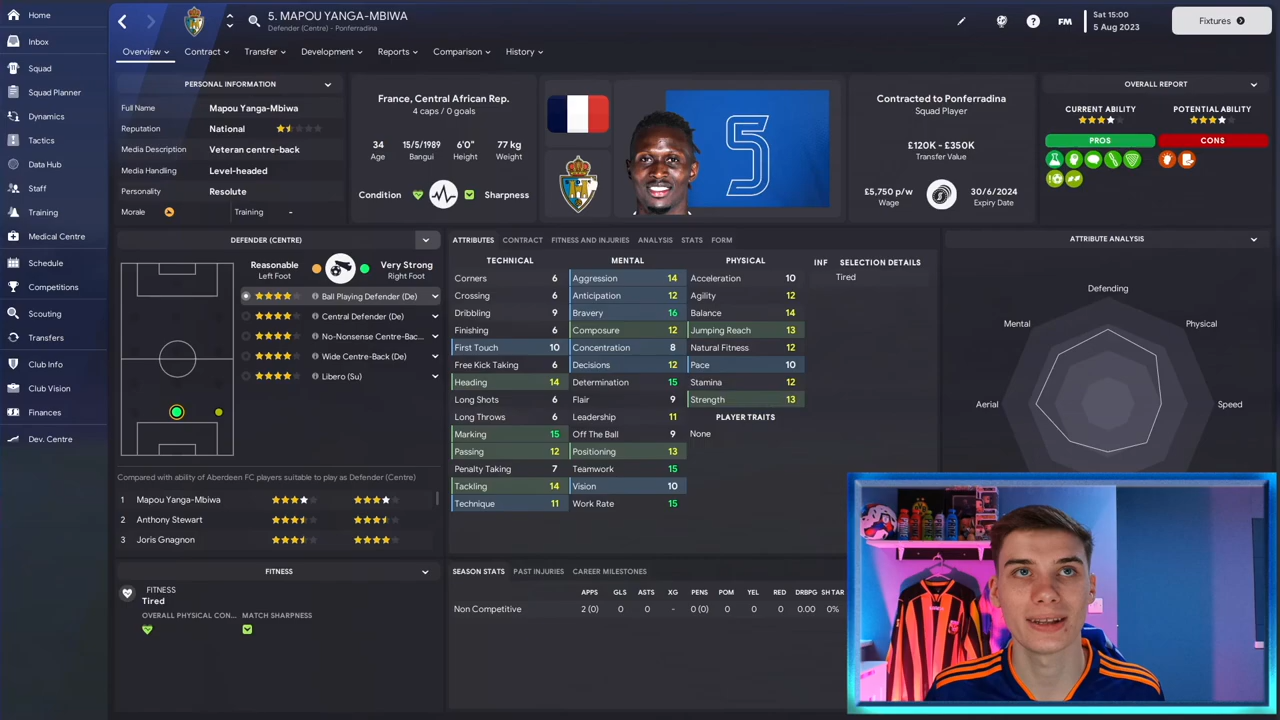 Home
Inbox
Squad
Squad Planner
Dynamics
Tactics
Data Hub
Staff
Training
Medical Centre
Schedule
Competitions
Scouting
Transfers
Club Info
Club Vision
Finances
Dev. Centre
5. MAPOU YANGA-MBIWA
Defender (Centre) - Ponferradina
FM
Sat 15:00
5 Aug 2023
Fixtures
Overview
Contract
Transfer
Development
Reports
Comparison
History
PERSONAL INFORMATION
Full Name Mapou Yanga-Mbiwa
Reputation National
Media Description Veteran centre-back
Media Handling Level-headed
Personality Resolute
Morale Training -
France, Central African Rep.
4 caps / 0 goals
34 15/5/1989 6'0" 77 kg
Age Bangui Height Weight
Condition Sharpness
5
Contracted to Ponferradina
Squad Player
£120K - £350K
Transfer Value
£5,750 p/w 30/6/2024
Wage Expiry Date
OVERALL REPORT
CURRENT ABILITY POTENTIAL ABILITY
PROS CONS
DEFENDER (CENTRE)
Reasonable Very Strong
Left Foot Right Foot
Ball Playing Defender (De)
Central Defender (De)
No-Nonsense Centre-Bac...
Wide Centre-Back (De)
Libero (Su)
Compared with ability of Aberdeen FC players suitable to play as Defender (Centre)
1 Mapou Yanga-Mbiwa
2 Anthony Stewart
3 Joris Gnagnon
FITNESS
FITNESS
Tired
OVERALL PHYSICAL CON... MATCH SHARPNESS
ATTRIBUTES CONTRACT FITNESS AND INJURIES ANALYSIS STATS FORM
TECHNICAL
Corners 6
Crossing 6
Dribbling 9
Finishing 6
First Touch 10
Free Kick Taking 6
Heading 14
Long Shots 6
Long Throws 6
Marking 15
Passing 12
Penalty Taking 7
Tackling 14
Technique 11
MENTAL
Aggression 14
Anticipation 12
Bravery 16
Composure 12
Concentration 8
Decisions 12
Determination 15
Flair 9
Leadership 11
Off The Ball 9
Positioning 13
Teamwork 15
Vision 10
Work Rate 15
PHYSICAL
Acceleration 10
Agility 12
Balance 14
Jumping Reach 13
Natural Fitness 12
Pace 10
Stamina 12
Strength 13
PLAYER TRAITS
None
INF SELECTION DETAILS
Tired
ATTRIBUTE ANALYSIS
Defending
Mental Physical
Aerial Speed
SEASON STATS PAST INJURIES CAREER MILESTONES
APPS GLS ASTS XG PENS POM YEL RED DRBPG SH TAR
Non Competitive 2 (0) 0 0 - 0 (0) 0 0 0 0.00 0%